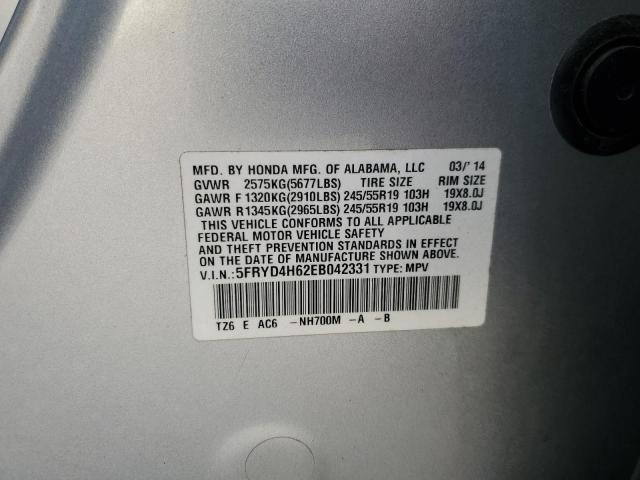 MFD. BY HONDA MFG. OF ALABAMA, LLC 03/'14
GVWR 2575KG(5677LBS) TIRE SIZE RIM SIZE
GAWR F 1320KG(2910LBS) 245/55R19 103H 19X8.0J
GAWR R1345KG(2965LBS) 245/55R19 103H 19X8.0J
THIS VEHICLE CONFORMS TO ALL APPLICABLE
FEDERAL MOTOR VEHICLE SAFETY
AND THEFT PREVENTION STANDARDS IN EFFECT
ON THE DATE OF MANUFACTURE SHOWN ABOVE.
V.I.N.:5FRYD4H62EB042331 TYPE: MPV
TZ6 E AC6 -NH700M -A -B